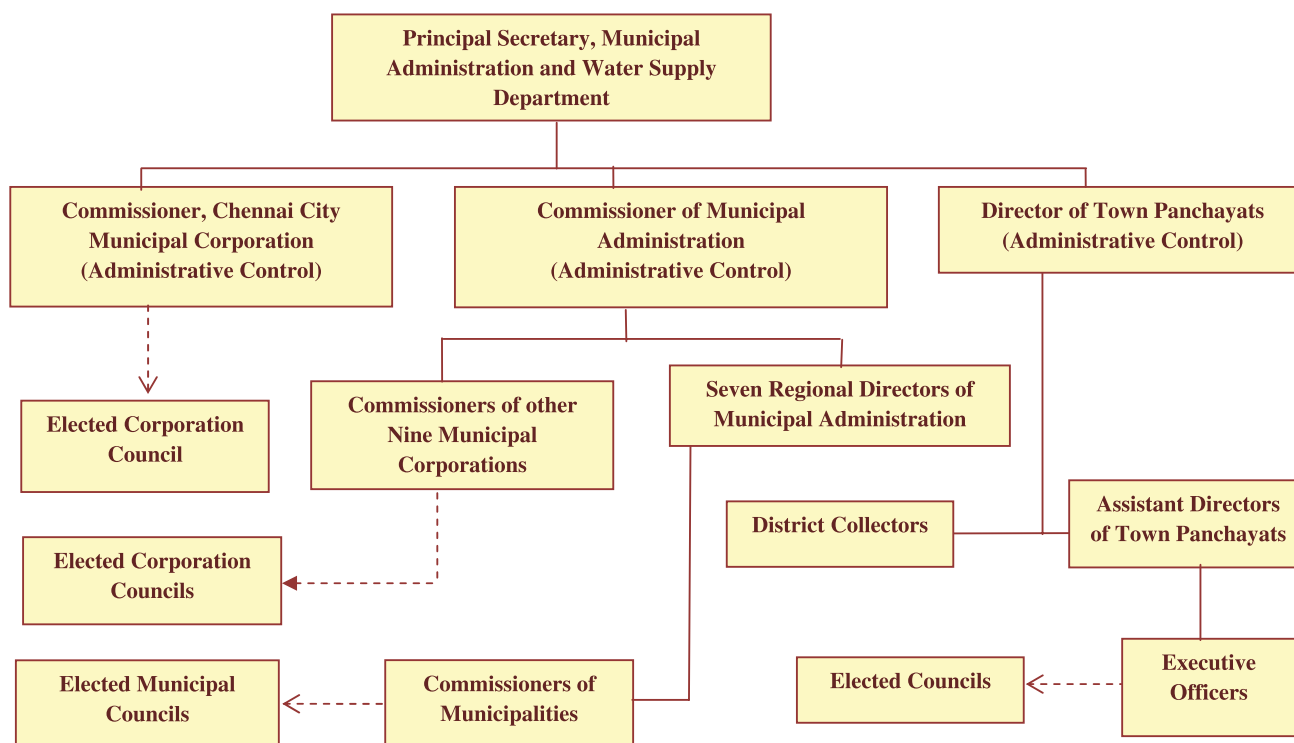 Principal Secretary, Municipal
Administration and Water Supply
Department
Commissioner, Chennai City
Municipal Corporation
(Administrative Control)
Commissioner of Municipal
Administration
(Administrative Control)
Director of Town Panchayats
(Administrative Control)
Elected Corporation
Council
Commissioners of other
Nine Municipal
Corporations
Seven Regional Directors of
Municipal Administration
District Collectors
Assistant Directors
of Town Panchayats
Elected Corporation
Councils
Elected Municipal
Councils
Commissioners of
Municipalities
Elected Councils
Executive
Officers